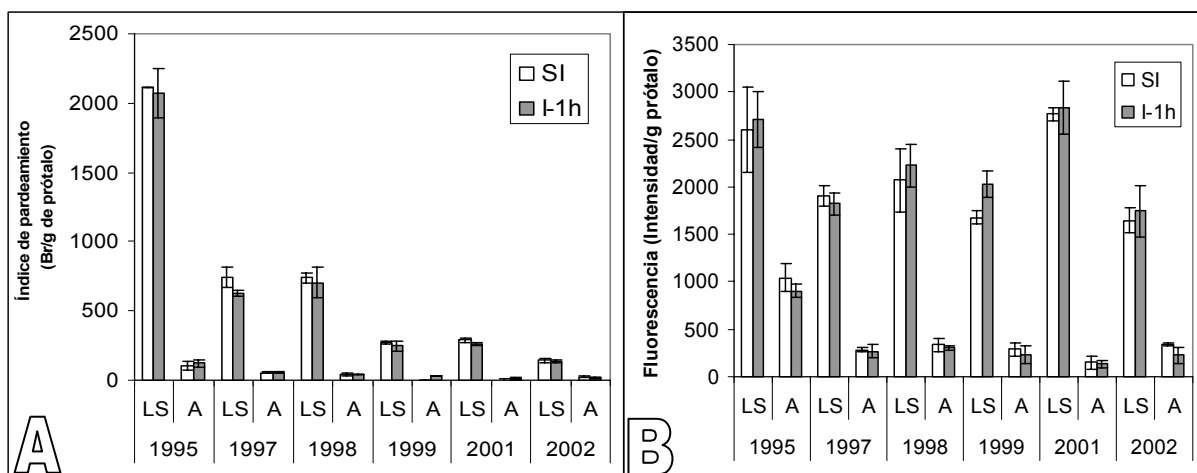 Índice de pardeamiento
(Br/g de prótalo)
2500
2000
1500
1000
500
0
SI
I-1h
LS A LS A LS A LS A LS A LS A
1995 1997 1998 1999 2001 2002
A
Fluorescencia (Intensidad/g prótalo)
3500
3000
2500
2000
1500
1000
500
0
SI
I-1h
LS A LS A LS A LS A LS A LS A
1995 1997 1998 1999 2001 2002
B